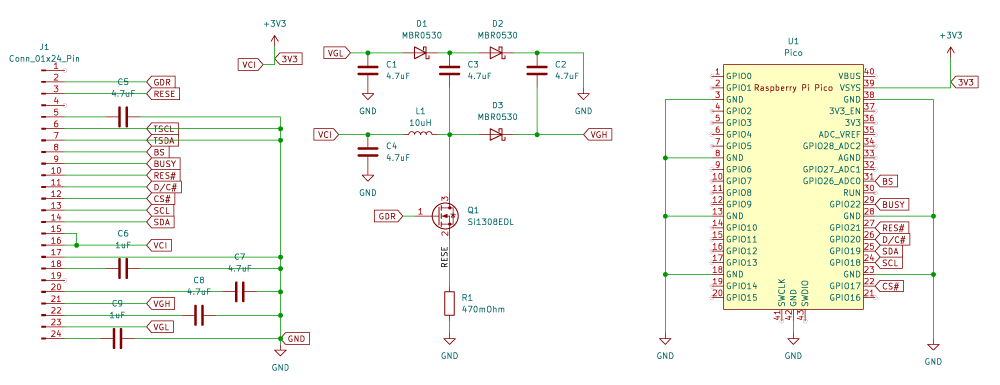 J1
Conn_01x24_Pin
1
2
3
4
5
6
7
8
9
10
11
12
13
14
15
16
17
18
19
20
21
22
23
24
C5
4.7uF
GDR
RESE
TSCL
TSDA
BS
BUSY
RES#
D/C#
CS#
SCL
SDA
C6
1uF
VCI
C7
4.7uF
C8
4.7uF
VGH
C9
1uF
VGL
GND
GND
+3V3
VCI
3V3
D1
MBR0530
D2
MBR0530
VGL
C1
4.7uF
GND
C3
4.7uF
C2
4.7uF
GND
L1
10uH
D3
MBR0530
VCI
VGH
C4
4.7uF
GND
GDR
1
3
2
Q1
Si1308EDL
RESE
R1
470mOhm
GND
U1
Pico
Raspberry Pi Pico
1 GPIO0
2 GPIO1
3 GND
4 GPIO2
5 GPIO3
6 GPIO4
7 GPIO5
8 GND
9 GPIO6
10 GPIO7
11 GPIO8
12 GPIO9
13 GND
14 GPIO10
15 GPIO11
16 GPIO12
17 GPIO13
18 GND
19 GPIO14
20 GPIO15
VBUS 40
VSYS 39
GND 38
3V3_EN 37
3V3 36
ADC_VREF 35
GPIO28_ADC2 34
AGND 33
GPIO27_ADC1 32
GPIO26_ADC0 31 BS
RUN 30
GPIO22 29 BUSY
GND 28
GPIO21 27 RES#
GPIO20 26 D/C#
GPIO19 25 SDA
GPIO18 24 SCL
GND 23
GPIO17 22 CS#
GPIO16 21
SWCLK 41
GND 42
SWDIO 43
+3V3
3V3
GND
GND
GND